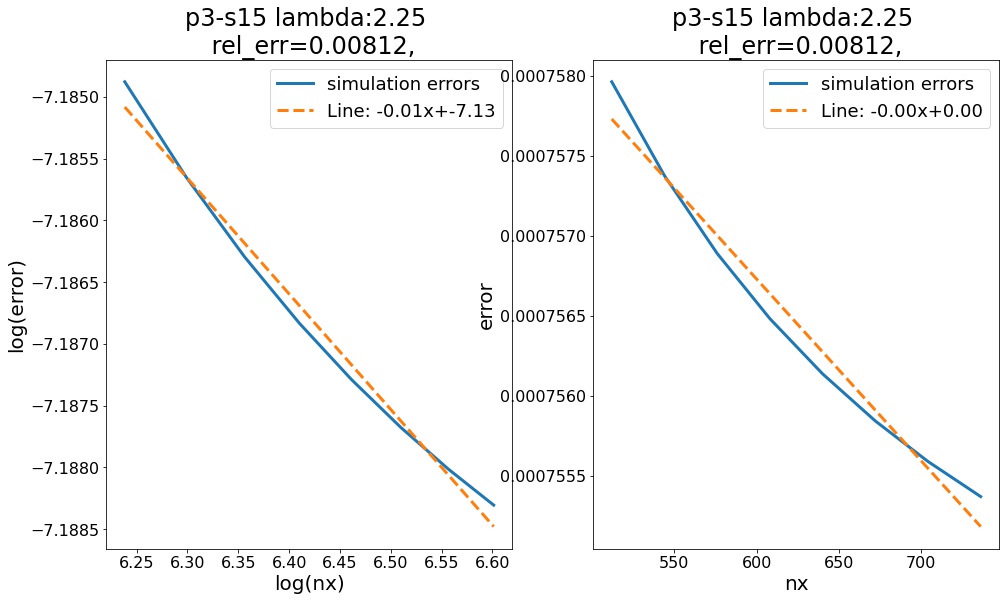 p3-s15 lambda:2.25
rel_err=0.00812,
−7.1850
−7.1855
−7.1860
−7.1865
−7.1870
−7.1875
−7.1880
−7.1885
log(error)
simulation errors
Line: -0.01x+-7.13
6.25 6.30 6.35 6.40 6.45 6.50 6.55 6.60
log(nx)
p3-s15 lambda:2.25
rel_err=0.00812,
0.0007580
0.0007575
0.0007570
0.0007565
0.0007560
0.0007555
error
simulation errors
Line: -0.00x+0.00
550 600 650 700
nx